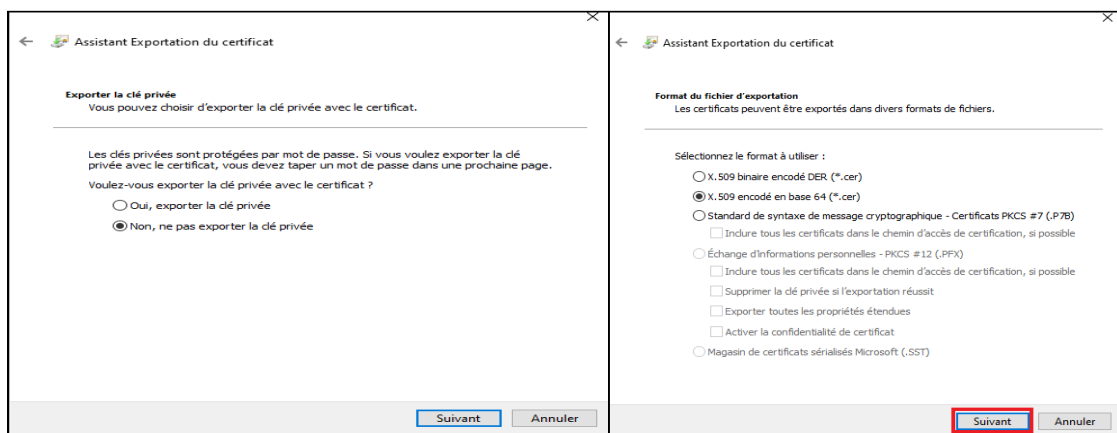 Assistant Exportation du certificat
Exporter la clé privée
Vous pouvez choisir d'exporter la clé privée avec le certificat.
Les clés privées sont protégées par mot de passe. Si vous voulez exporter la clé
privée avec le certificat, vous devez taper un mot de passe dans une prochaine page.
Voulez-vous exporter la clé privée avec le certificat ?
Oui, exporter la clé privée
Non, ne pas exporter la clé privée
Suivant
Annuler
Assistant Exportation du certificat
Format du fichier d'exportation
Les certificats peuvent être exportés dans divers formats de fichiers.
Sélectionnez le format à utiliser :
X.509 binaire encodé DER (*.cer)
X.509 encodé en base 64 (*.cer)
Standard de syntaxe de message cryptographique - Certificats PKCS #7 (.P7B)
Inclure tous les certificats dans le chemin d'accès de certification, si possible
Échange d'informations personnelles - PKCS #12 (.PFX)
Inclure tous les certificats dans le chemin d'accès de certification, si possible
Supprimer la clé privée si l'exportation réussit
Exporter toutes les propriétés étendues
Activer la confidentialité de certificat
Magasin de certificats sérialisés Microsoft (.SST)
Suivant
Annuler